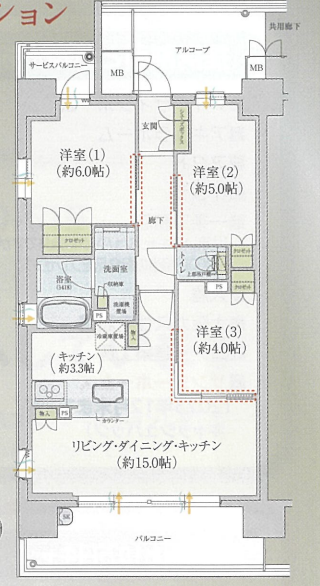 ション
共用廊下
アルコーブ
サービスバルコニー
MB
MB
玄関
シューズボックス
洋室(1)
(約6.0帖)
洋室(2)
(約5.0帖)
廊下
クロゼット
浴室
(1418)
洗面室
収納庫
洗濯機
置場
PS
トイレ
上部吊戸棚
クロゼット
クロゼット
PS
洋室(3)
(約4.0帖)
キッチン
(約3.3帖)
冷蔵庫置場
物入
物入
PS
カウンター
リビング・ダイニング・キッチン
(約15.0帖)
バルコニー